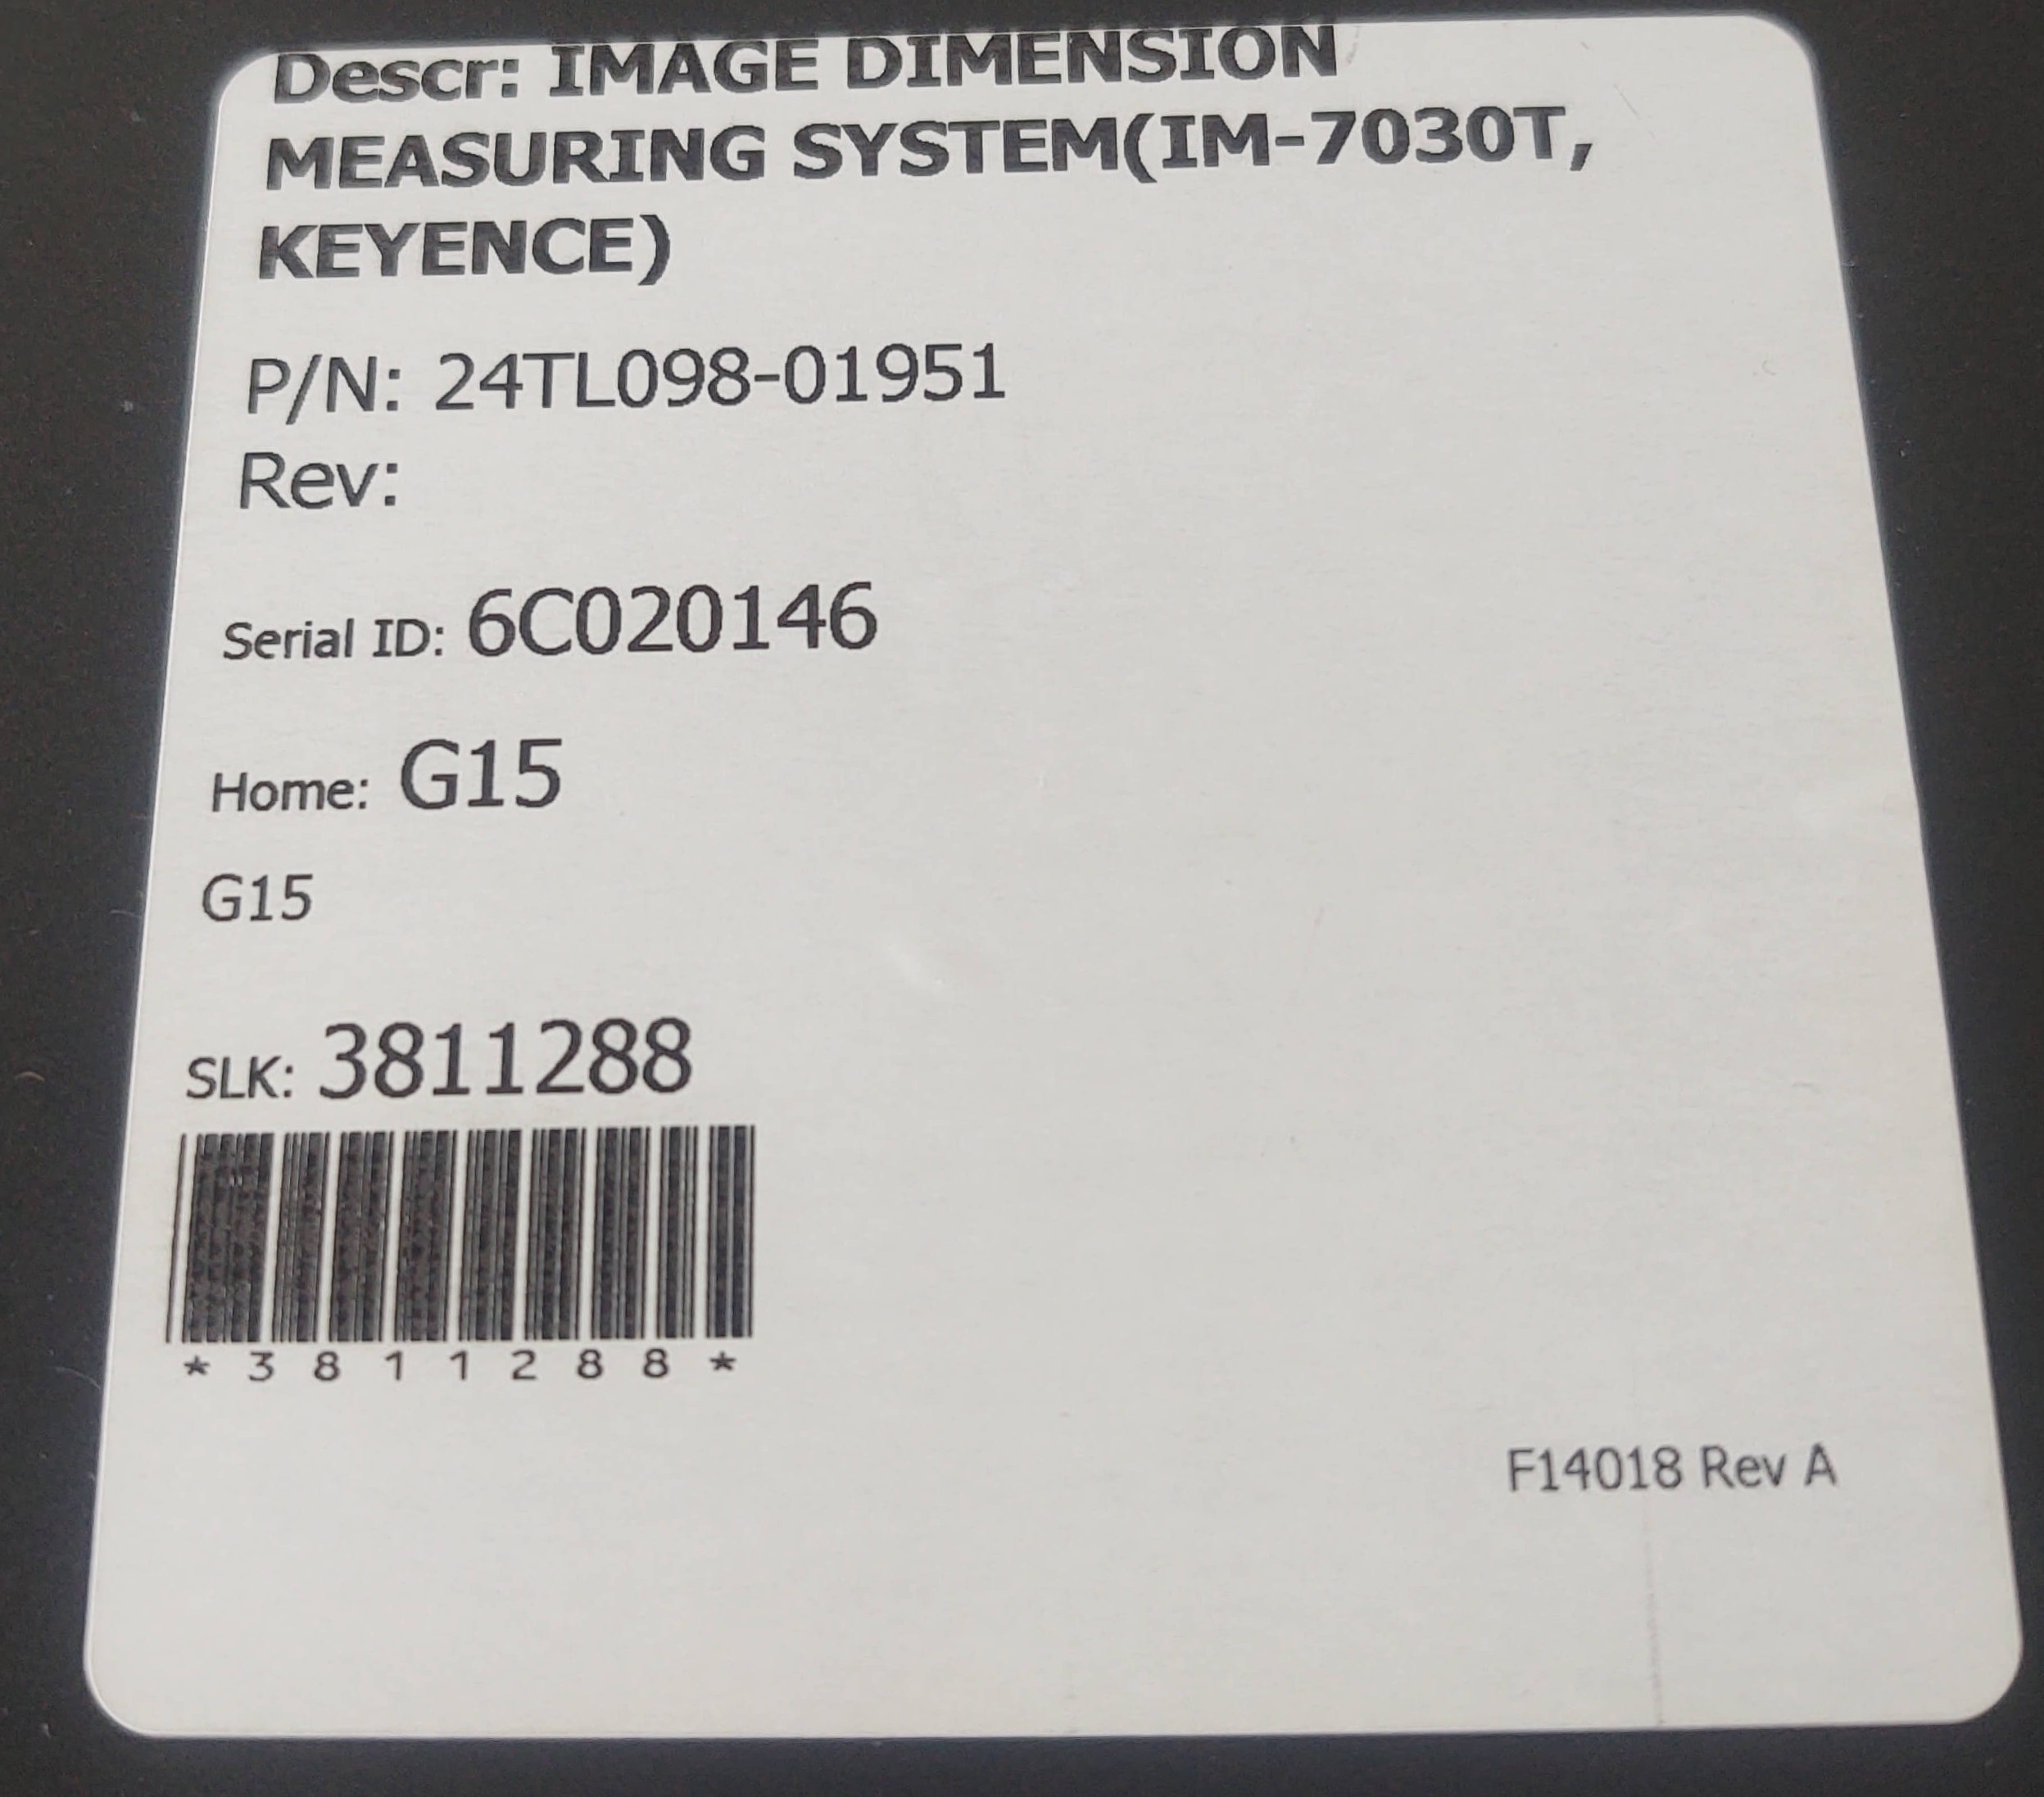 Descr: IMAGE DIMENSION
MEASURING SYSTEM(IM-7030T,
KEYENCE)
P/N: 24TL098-01951
Rev:
Serial ID: 6C020146
Home: G15
G15
SLK: 3811288
*3811288*
F14018 Rev A